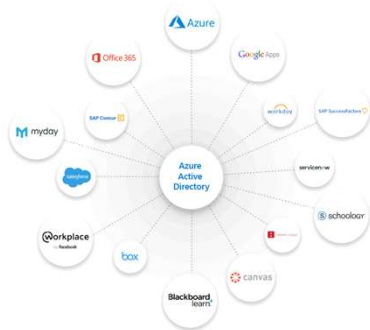 Azure
Office 365
Google Apps
SAP Concur
workday
SAP SuccessFactors
myday
Azure
Active
Directory
salesforce
servicenow
workplace
by facebook
schoology
box
canvas
Blackboard
learn